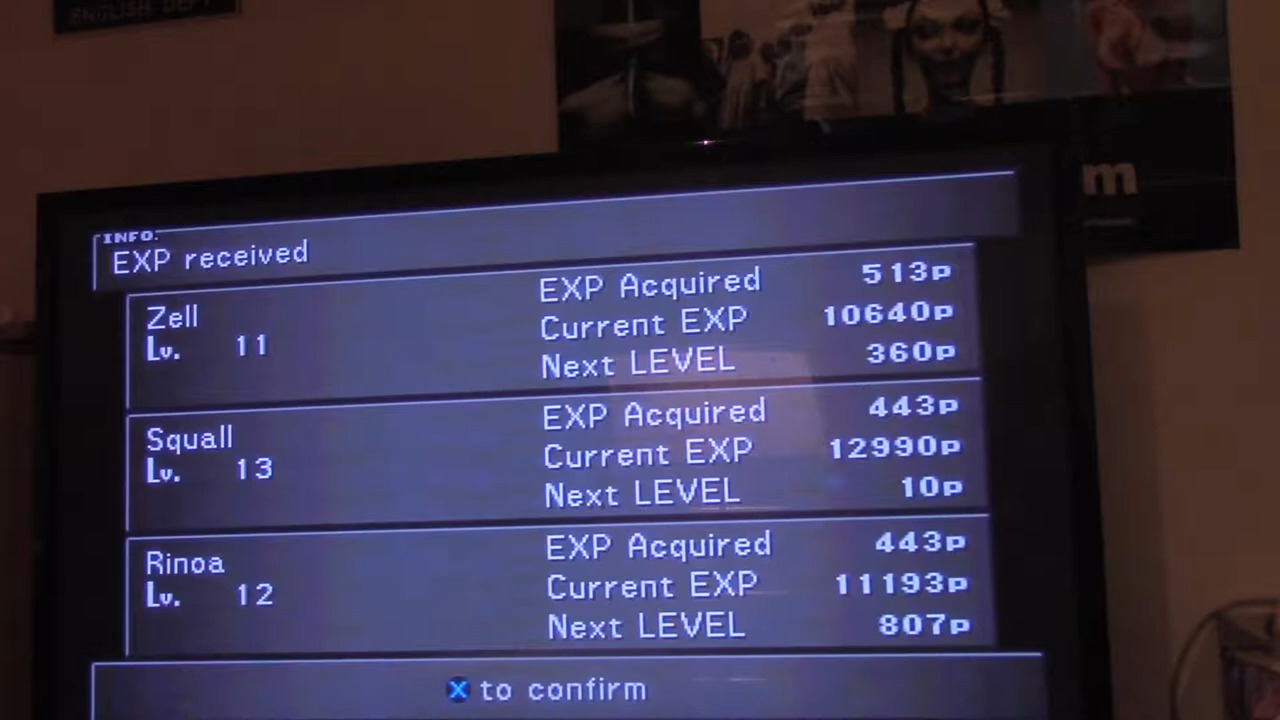 ENGLISH DEPT
m
INFO.
EXP received
Zell
Lv. 11
EXP Acquired 513p
Current EXP 10640p
Next LEVEL 360p
Squall
Lv. 13
EXP Acquired 443p
Current EXP 12990p
Next LEVEL 10p
Rinoa
Lv. 12
EXP Acquired 443p
Current EXP 11193p
Next LEVEL 807p
X to confirm